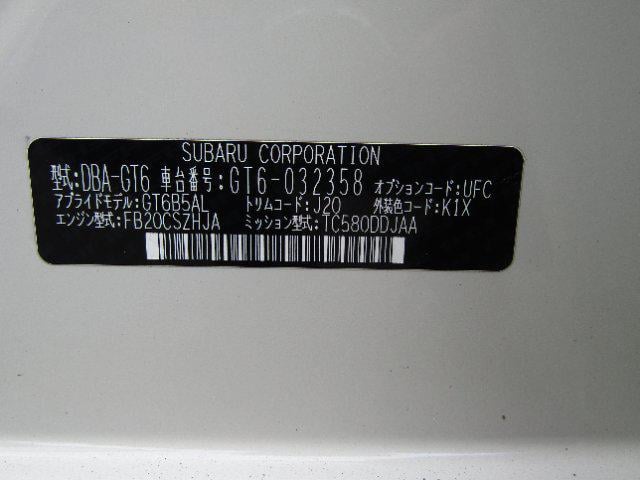 SUBARU CORPORATION
型式:DBA-GT6 車台番号:GT6-032358 オプションコード:UFC
アプライドモデル:GT6B5AL トリムコード:J20 外装色コード:K1X
エンジン型式:FB20CSZHJA ミッション型式:TC580DDJAA